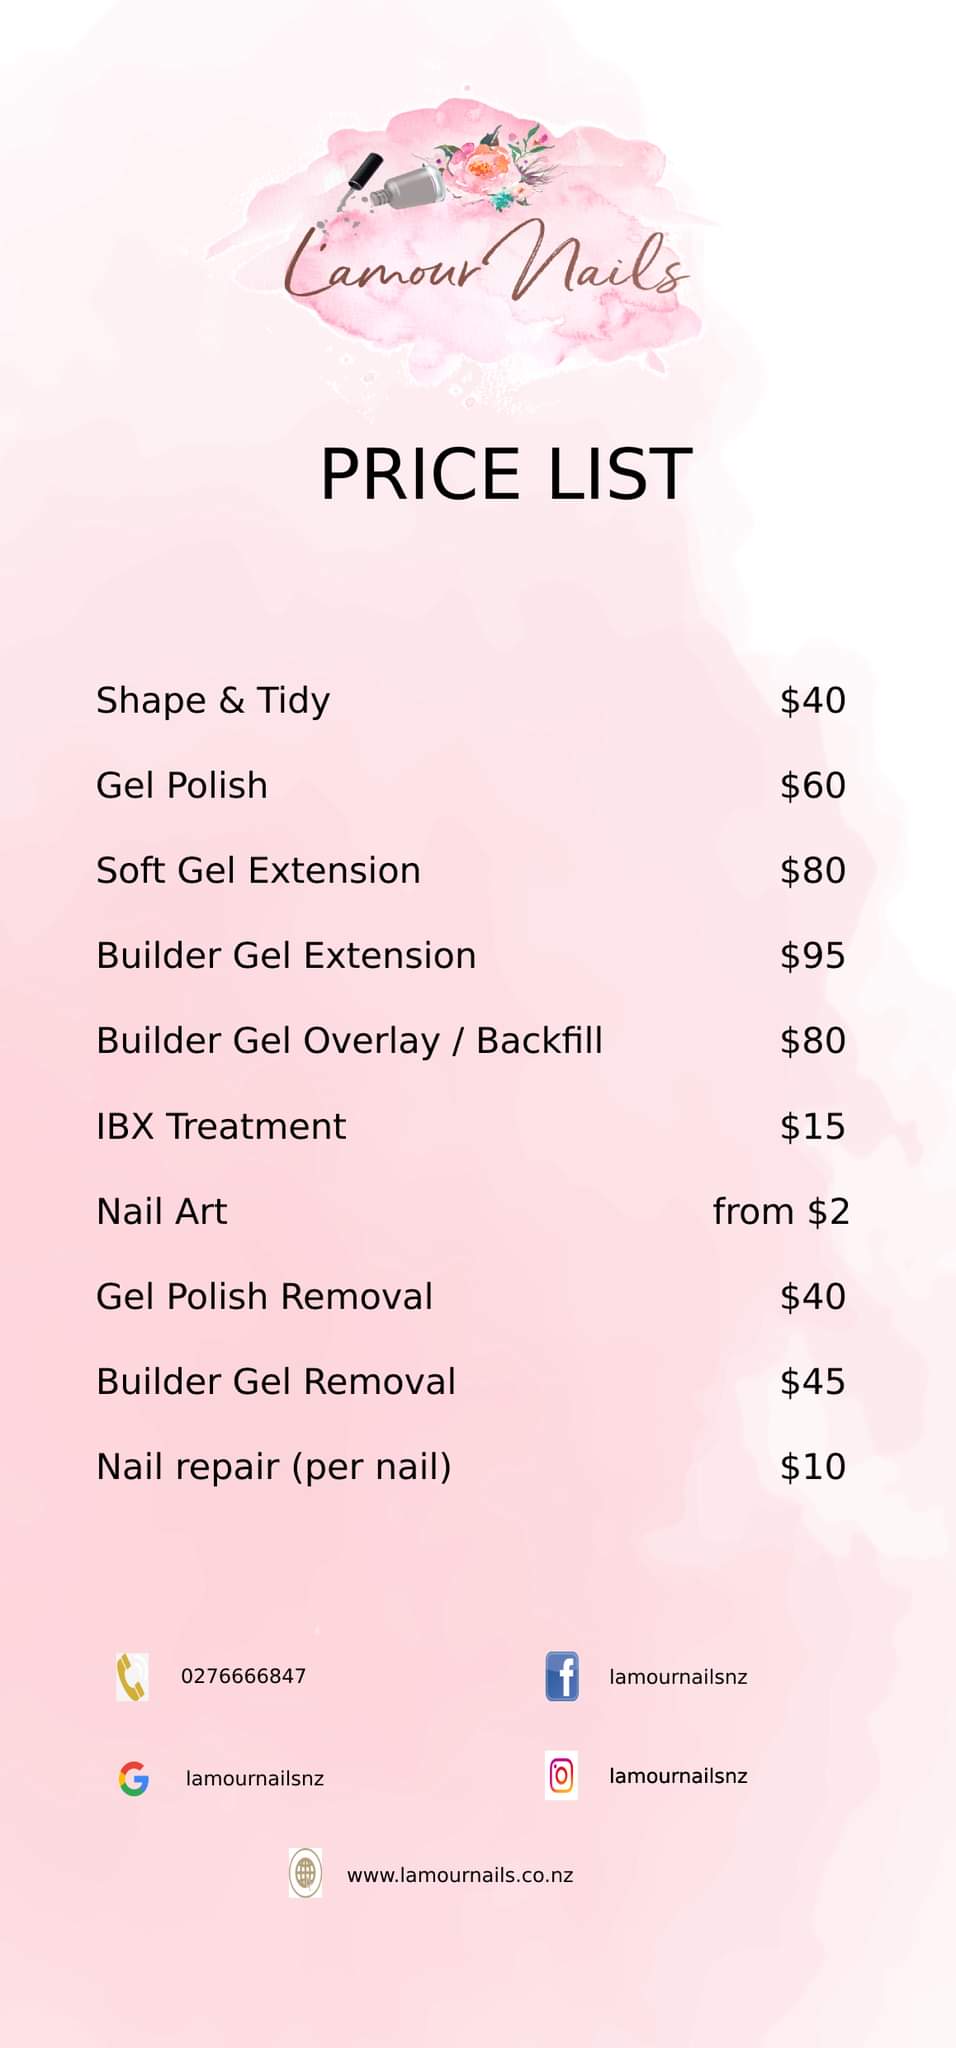 L'amour Nails
PRICE LIST
Shape & Tidy $40
Gel Polish $60
Soft Gel Extension $80
Builder Gel Extension $95
Builder Gel Overlay / Backfill $80
IBX Treatment $15
Nail Art from $2
Gel Polish Removal $40
Builder Gel Removal $45
Nail repair (per nail) $10
0276666847 lamournailsnz
lamournailsnz lamournailsnz
www.lamournails.co.nz